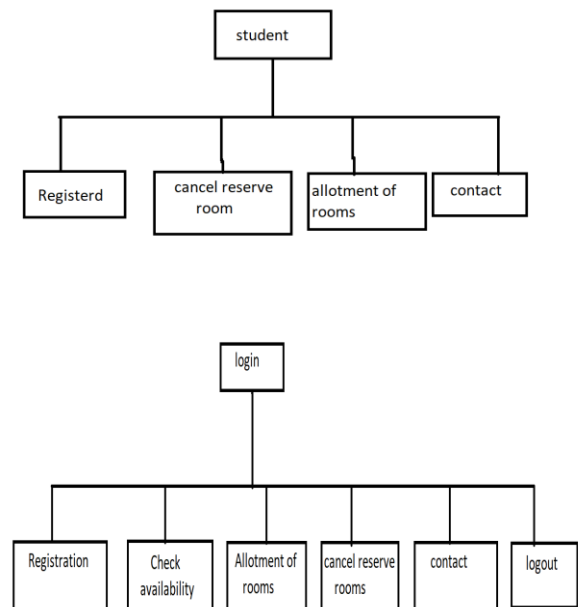 student
Registerd
cancel reserve
room
allotment of
rooms
contact
login
Registration
Check
availability
Allotment of
rooms
cancel reserve
rooms
contact
logout